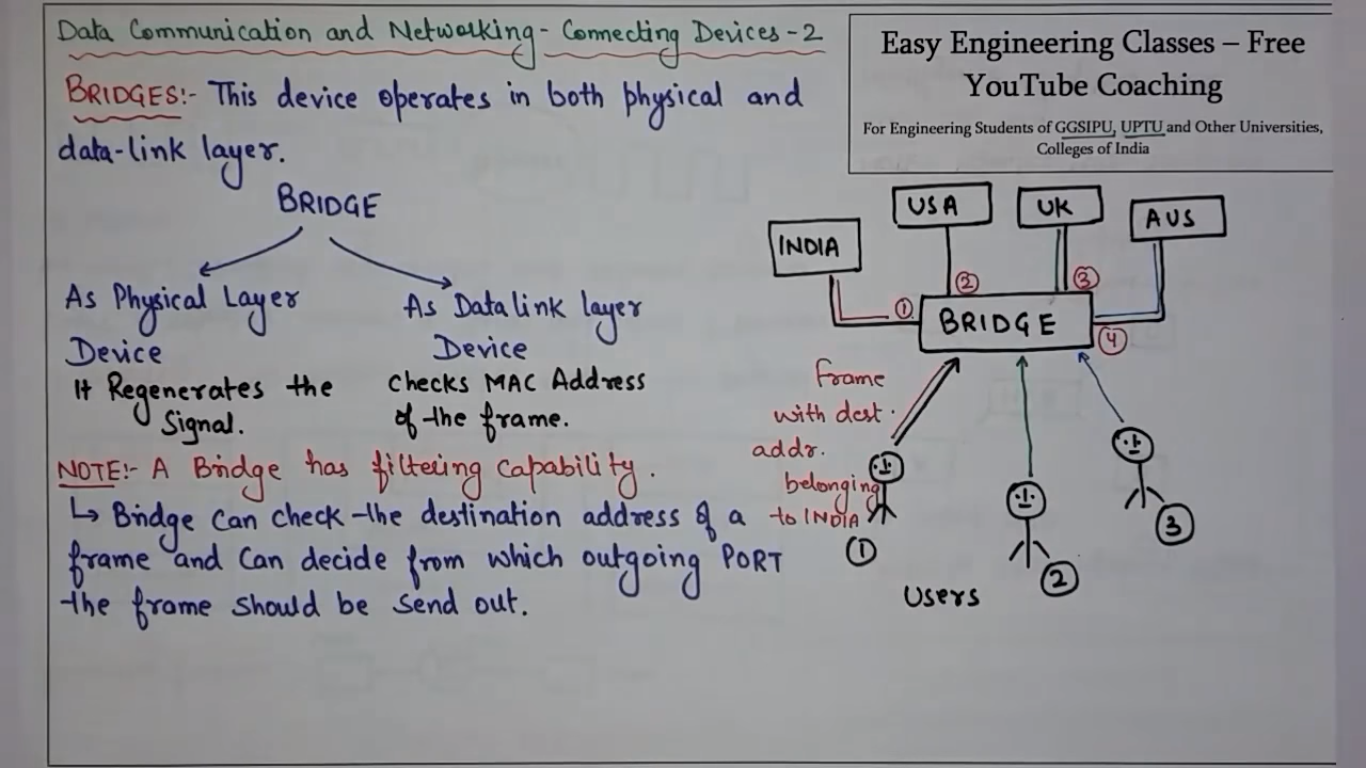 Data Communication and Networking - Connecting Devices - 2
Easy Engineering Classes – Free
YouTube Coaching
For Engineering Students of GGSIPU, UPTU and Other Universities,
Colleges of India
BRIDGES:- This device operates in both physical and
data-link layer.
BRIDGE
As Physical Layer
Device
It Regenerates the
Signal.
As Datalink layer
Device
Checks MAC Address
of the frame.
NOTE:- A Bridge has filtering capability.
↳ Bridge can check the destination address of a
frame and can decide from which outgoing PORT
the frame should be send out.
INDIA
USA
UK
AUS
①
②
③
④
BRIDGE
frame
with dest.
addr.
belonging
to INDIA
①
②
③
Users